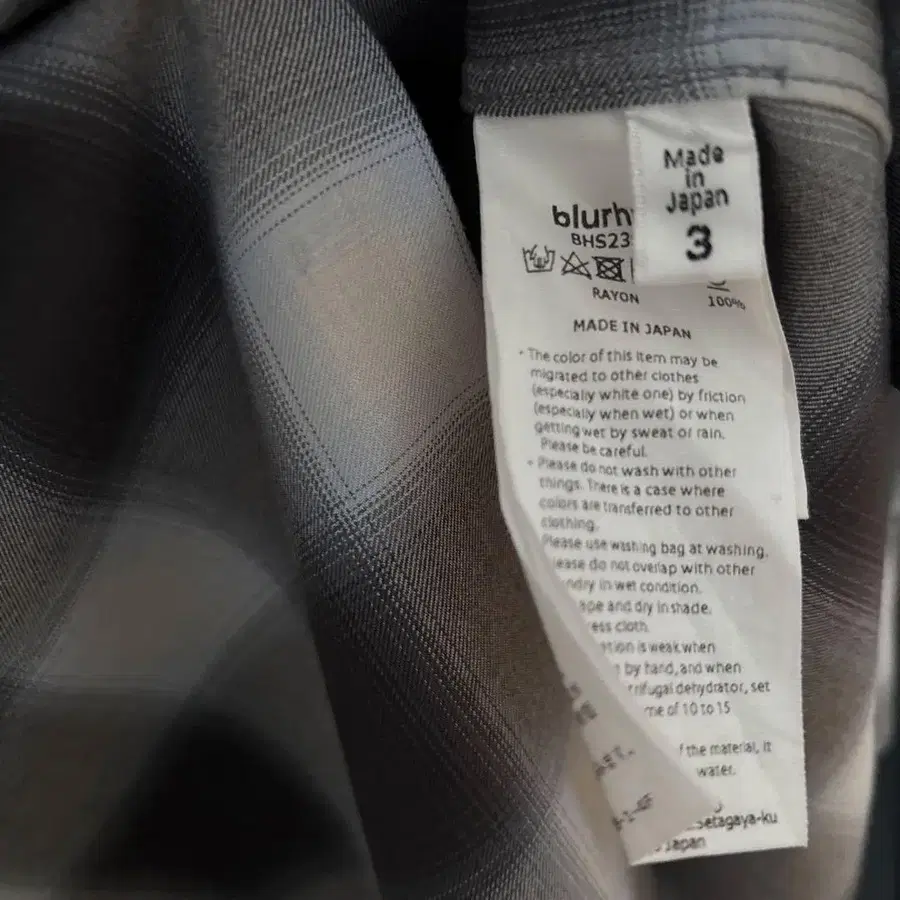 Made
in
Japan
3
blurh
BHS23
RAYON 100%
MADE IN JAPAN
* The color of this item may be
migrated to other clothes
(especially white one) by friction
(especially when wet) or when
getting wet by sweat or rain.
Please be careful.
* Please do not wash with other
things. There is a case where
colors are transferred to other
clothing.
Please use washing bag at washing.
ease do not overlap with other
ndry in wet condition.
ape and dry in shade.
ess cloth.
tion is weak when
by hand, and when
rifugal dehydrator, set
me of 10 to 15
f the material, it
water.
Setagaya-ku
Japan